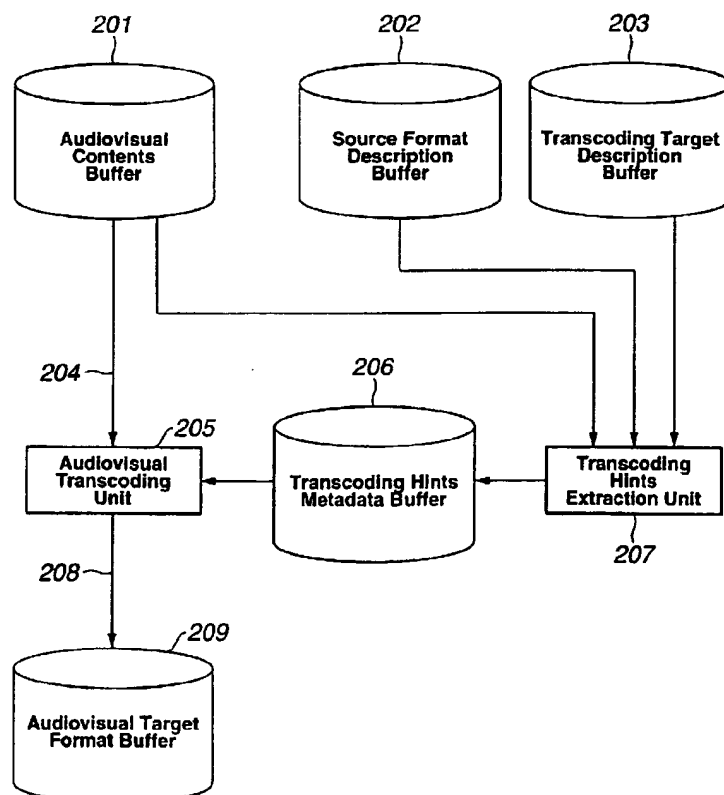 201
202
203
Audiovisual
Contents
Buffer
Source Format
Description
Buffer
Transcoding Target
Description
Buffer
204
205
206
Audiovisual
Transcoding
Unit
Transcoding Hints
Metadata Buffer
Transcoding
Hints
Extraction Unit
207
208
209
Audiovisual Target
Format Buffer